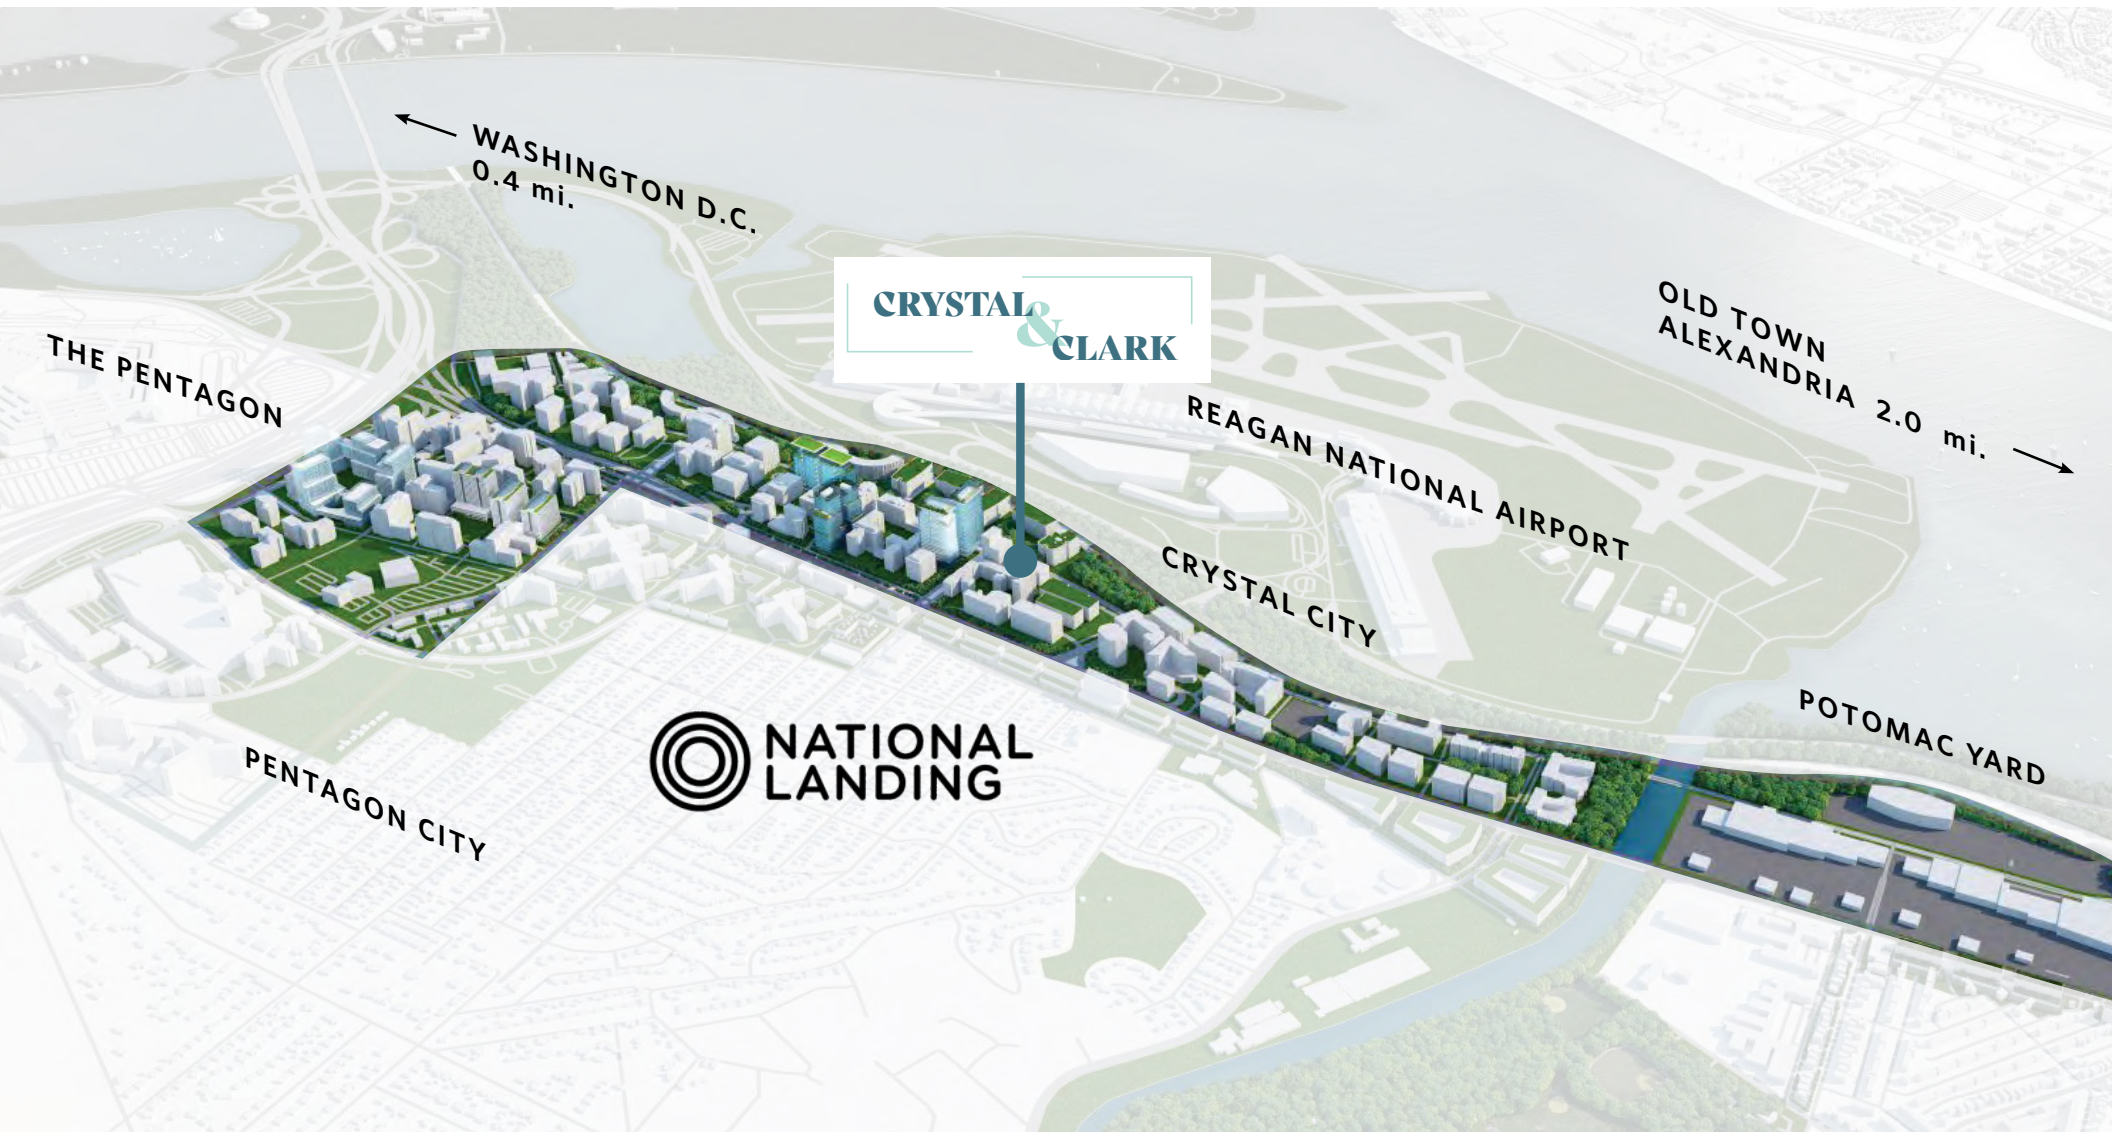 WASHINGTON D.C.
0.4 mi.
CRYSTAL
&
CLARK
OLD TOWN
ALEXANDRIA 2.0 mi.
THE PENTAGON
REAGAN NATIONAL AIRPORT
CRYSTAL CITY
POTOMAC YARD
NATIONAL
LANDING
PENTAGON CITY